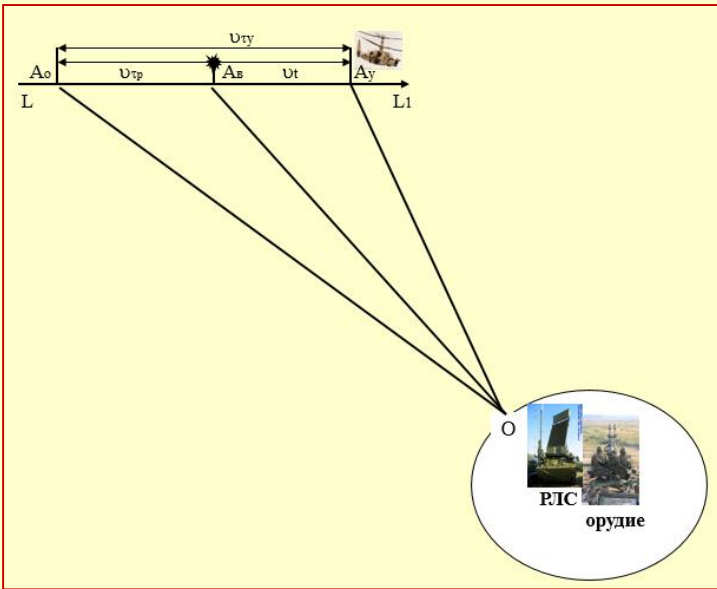 υτу
Ао υτр Ав υt Ау
L L1
О
РЛС
орудие